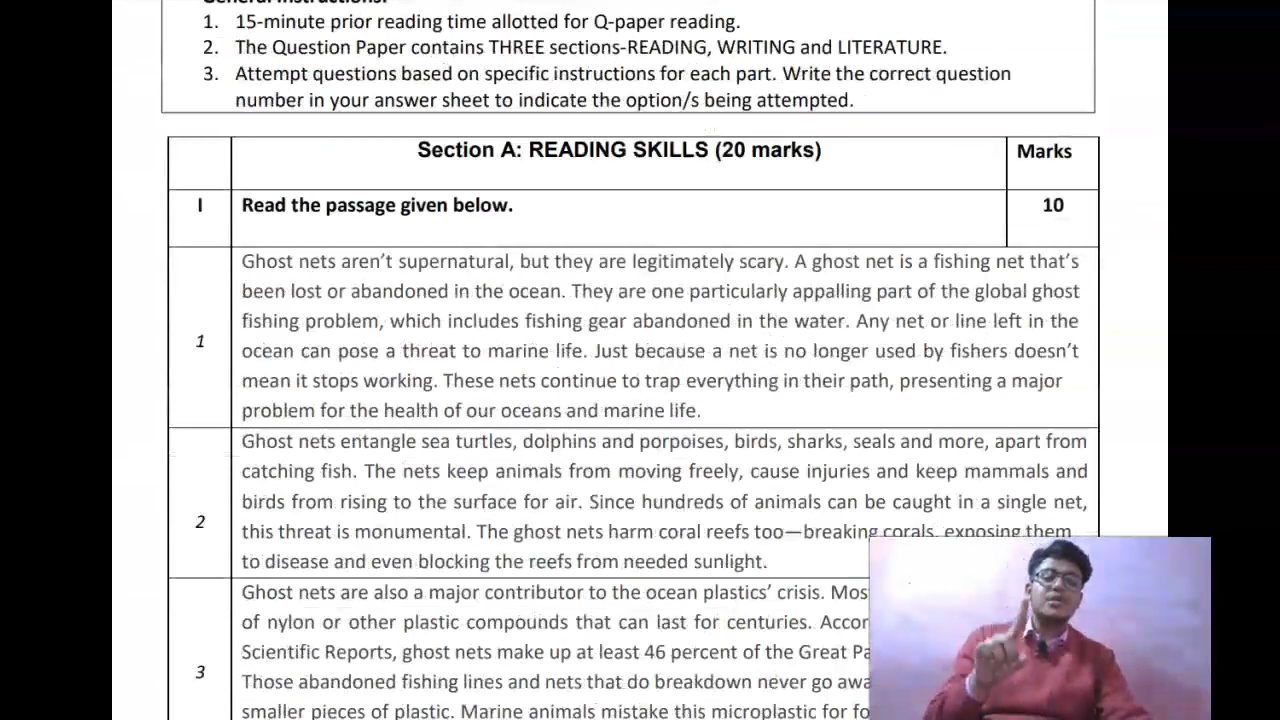 General Instructions:
1. 15-minute prior reading time allotted for Q-paper reading.
2. The Question Paper contains THREE sections-READING, WRITING and LITERATURE.
3. Attempt questions based on specific instructions for each part. Write the correct question
number in your answer sheet to indicate the option/s being attempted.
Section A: READING SKILLS (20 marks) Marks
I Read the passage given below. 10
Ghost nets aren’t supernatural, but they are legitimately scary. A ghost net is a fishing net that’s
been lost or abandoned in the ocean. They are one particularly appalling part of the global ghost
fishing problem, which includes fishing gear abandoned in the water. Any net or line left in the
1
ocean can pose a threat to marine life. Just because a net is no longer used by fishers doesn’t
mean it stops working. These nets continue to trap everything in their path, presenting a major
problem for the health of our oceans and marine life.
Ghost nets entangle sea turtles, dolphins and porpoises, birds, sharks, seals and more, apart from
catching fish. The nets keep animals from moving freely, cause injuries and keep mammals and
birds from rising to the surface for air. Since hundreds of animals can be caught in a single net,
2
this threat is monumental. The ghost nets harm coral reefs too—breaking corals, exposing them
to disease and even blocking the reefs from needed sunlight.
Ghost nets are also a major contributor to the ocean plastics’ crisis.
of nylon or other plastic compounds that can last for centuries.
Scientific Reports, ghost nets make up at least 46 percent of the Great
3
Those abandoned fishing lines and nets that do breakdown never go
smaller pieces of plastic. Marine animals mistake this microplastic for